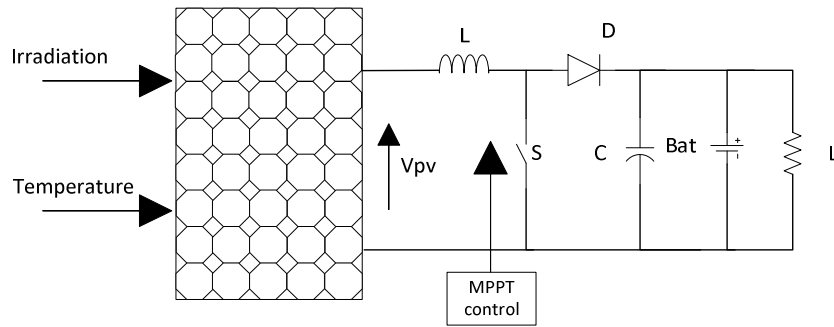 Irradiation
Temperature
Vpv
L
D
S
C
Bat
+
-
L
MPPT
control